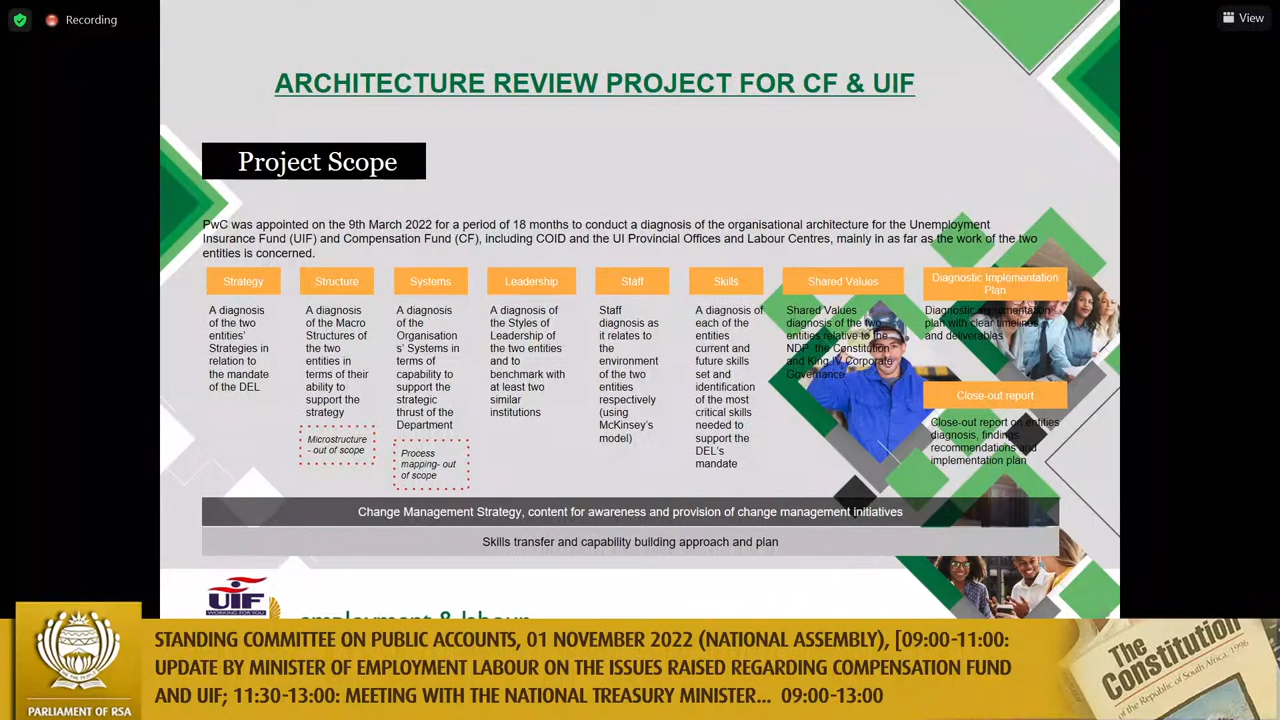 Recording
View
ARCHITECTURE REVIEW PROJECT FOR CF & UIF
Project Scope
PwC was appointed on the 9th March 2022 for a period of 18 months to conduct a diagnosis of the organisational architecture for the Unemployment
Insurance Fund (UIF) and Compensation Fund (CF), including COID and the UI Provincial Offices and Labour Centres, mainly in as far as the work of the two
entities is concerned.
Strategy
A diagnosis
of the two
entities'
Strategies in
relation to
the mandate
of the DEL
Structure
A diagnosis
of the Macro
Structures of
the two
entities in
terms of their
ability to
support the
strategy
Microstructure
- out of scope
Systems
A diagnosis
of the
Organisation
s' Systems in
terms of
capability to
support the
strategic
thrust of the
Department
Process
mapping- out
of scope
Leadership
A diagnosis of
the Styles of
Leadership of
the two entities
and to
benchmark with
at least two
similar
institutions
Staff
Staff
diagnosis as
it relates to
the
environment
of the two
entities
respectively
(using
McKinsey's
model)
Skills
A diagnosis of
each of the
entities
current and
future skills
set and
identification
of the most
critical skills
needed to
support the
DEL's
mandate
Shared Values
Shared Values
diagnosis of the two
entities relative to the
NDP, the Constitution
and King IV Corporate
Governance
Diagnostic Implementation
Plan
Diagnostic augmentation
plan with clear timelines
and deliverables
Close-out report
Close-out report on entities
diagnosis, findings,
recommendations and
implementation plan
Change Management Strategy, content for awareness and provision of change management initiatives
Skills transfer and capability building approach and plan
UIF
WORKING FOR YOU
employment & labour
PARLIAMENT OF RSA
STANDING COMMITTEE ON PUBLIC ACCOUNTS, 01 NOVEMBER 2022 (NATIONAL ASSEMBLY), [09:00-11:00:
UPDATE BY MINISTER OF EMPLOYMENT LABOUR ON THE ISSUES RAISED REGARDING COMPENSATION FUND
AND UIF; 11:30-13:00: MEETING WITH THE NATIONAL TREASURY MINISTER... 09:00-13:00
The
Constitution
of the Republic of South Africa, 1996